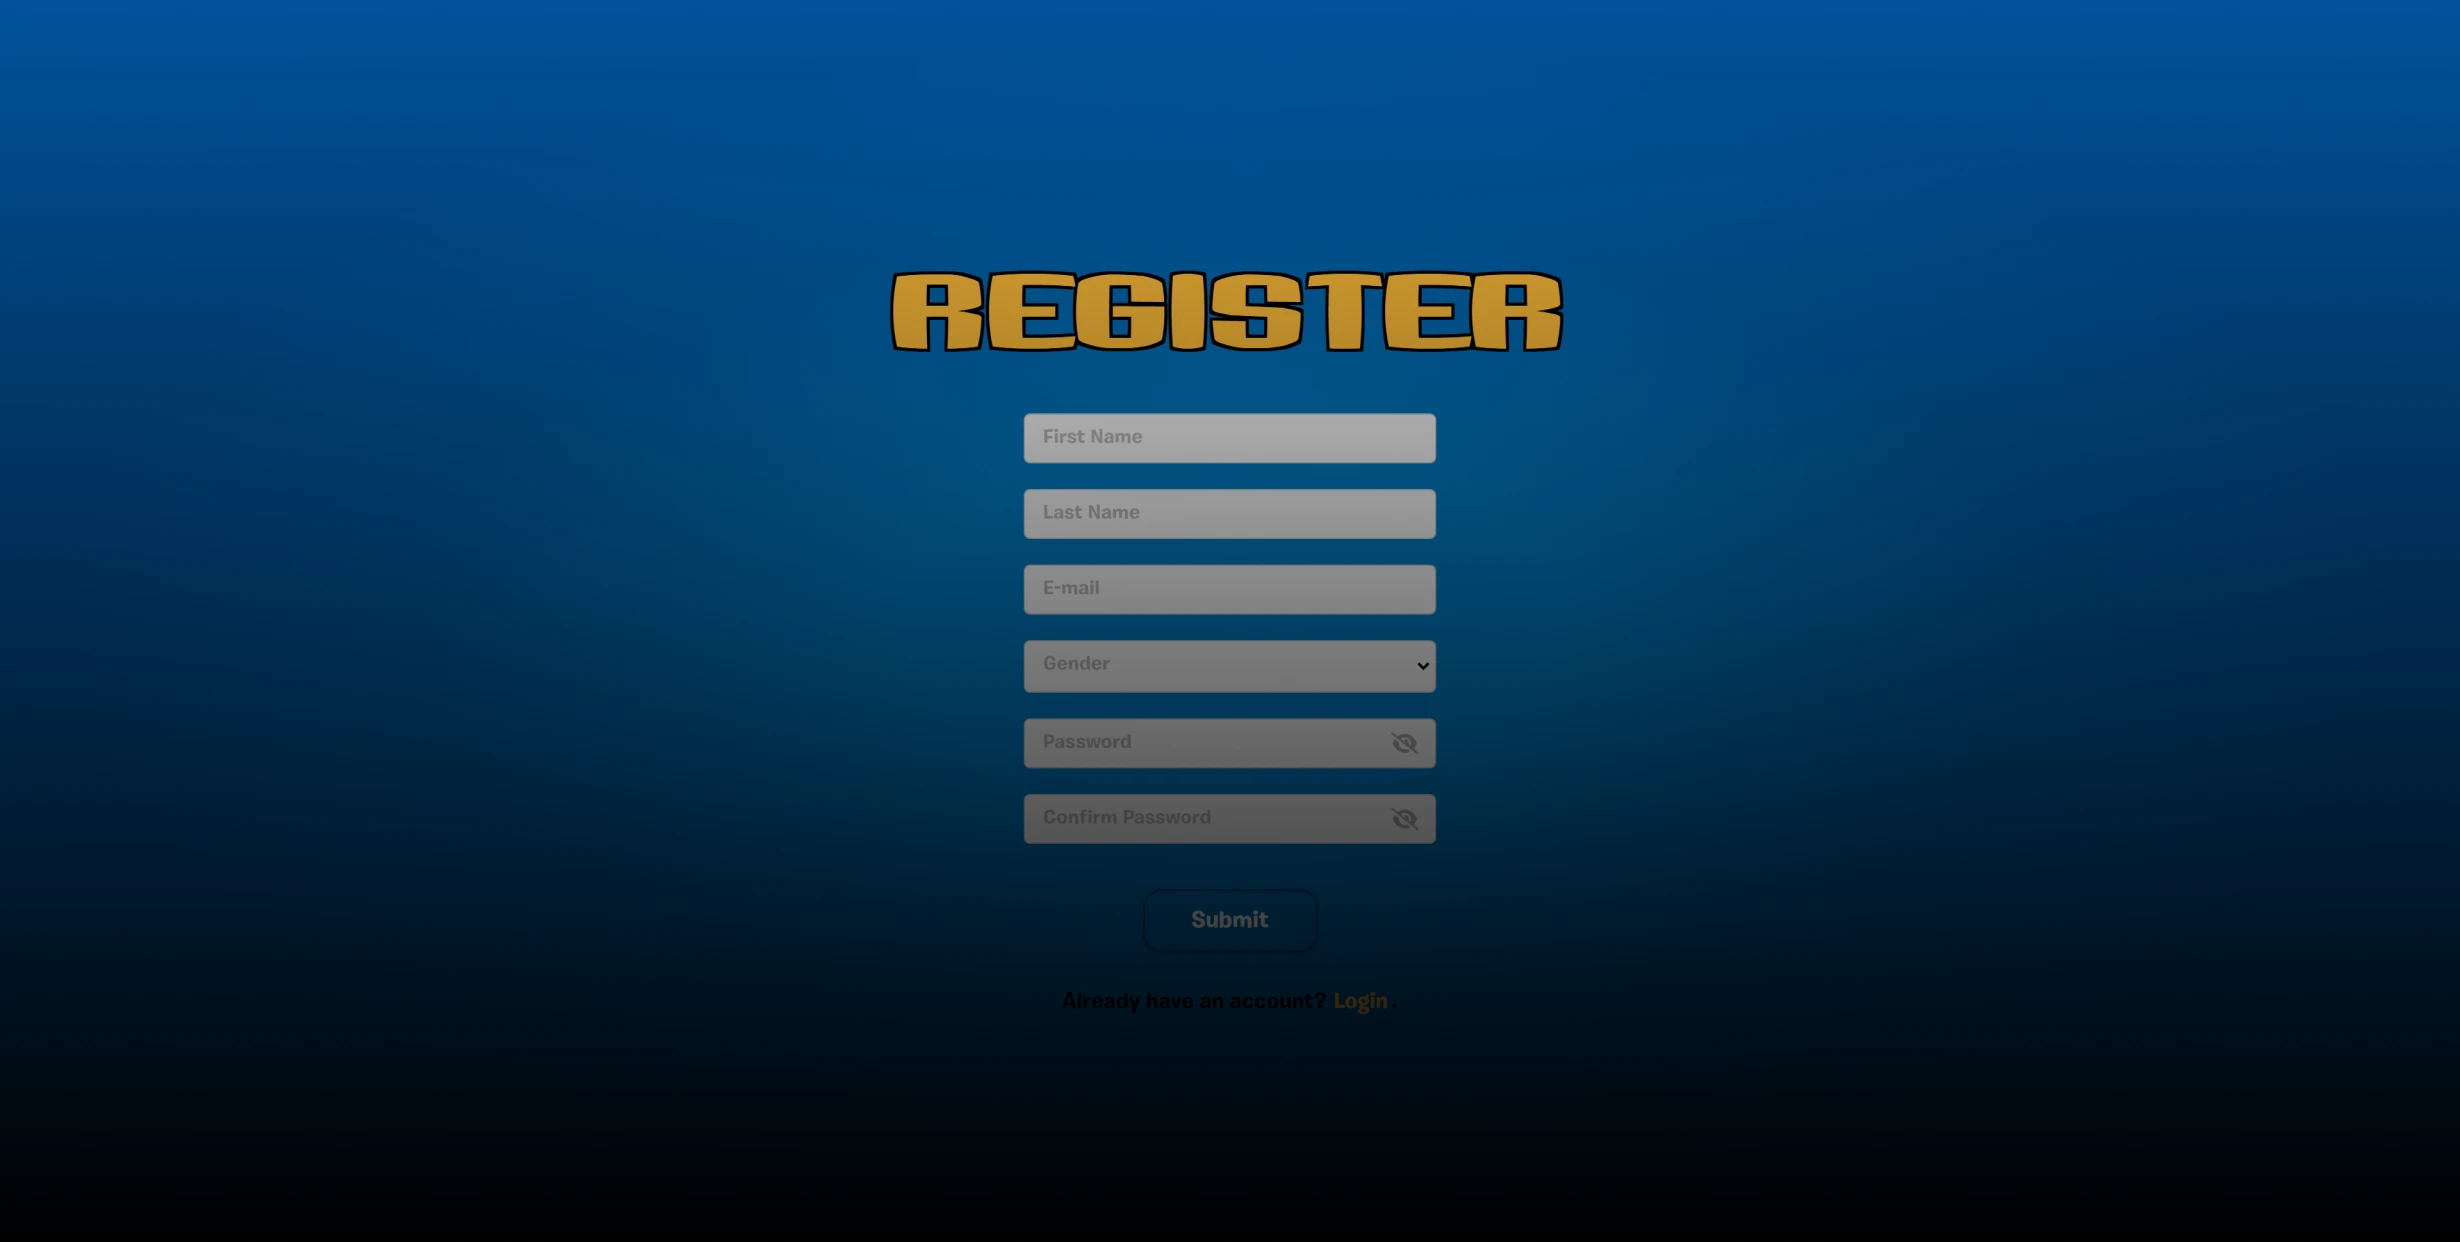 REGISTER
First Name
Last Name
E-mail
Gender
Password
Confirm Password
Submit
Already have an account? Login .